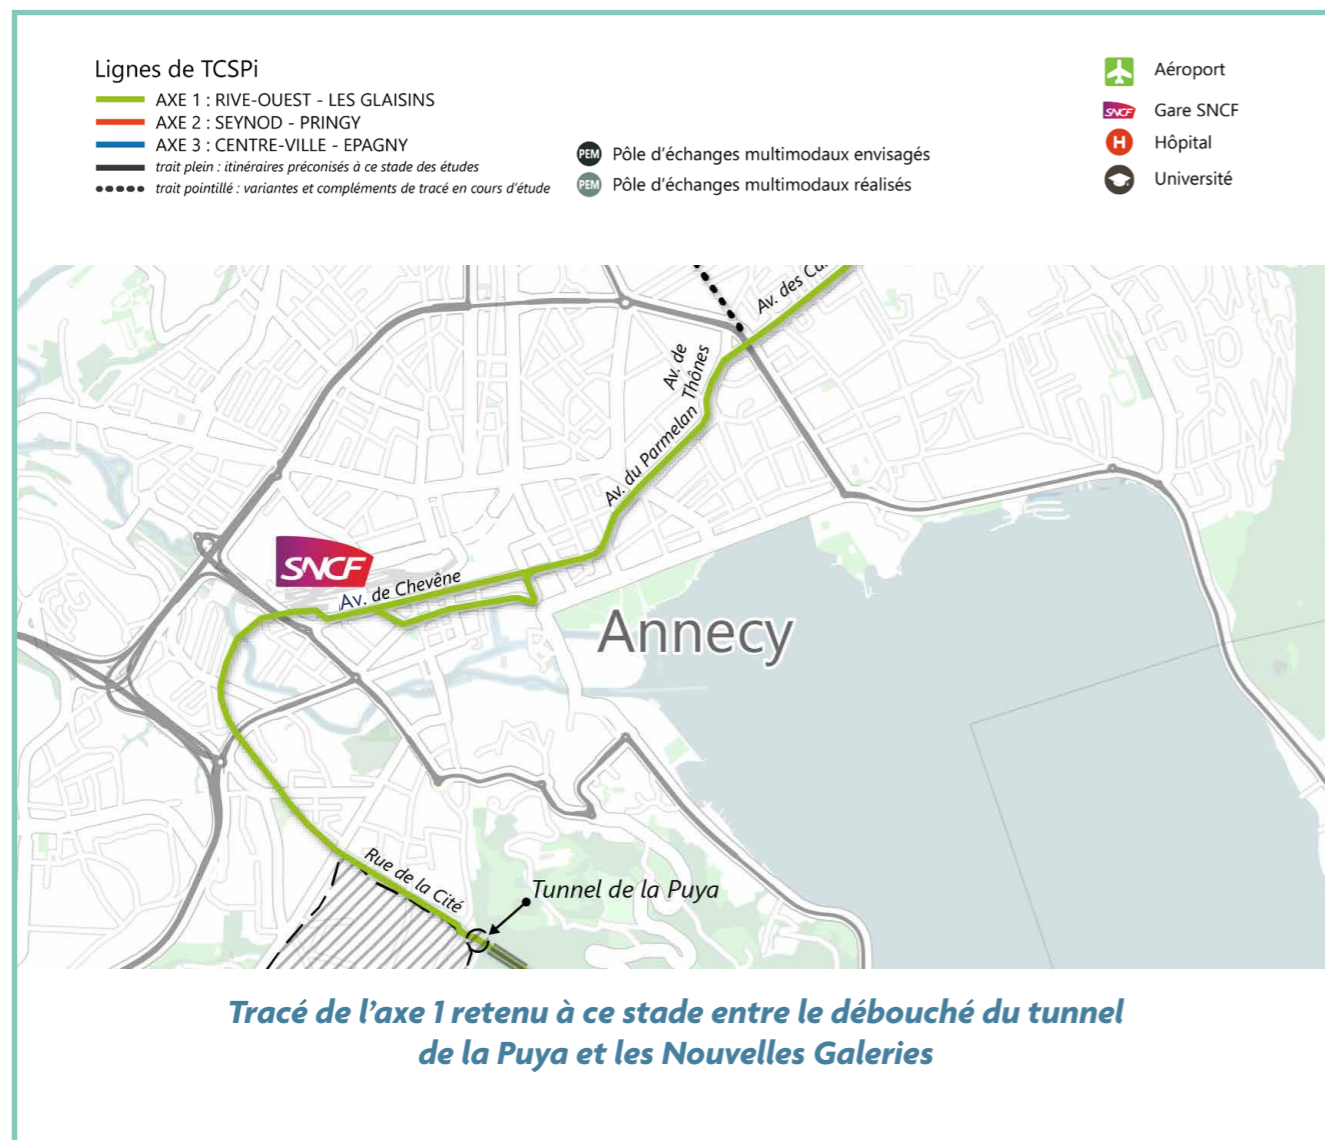 Lignes de TCSPi
AXE 1 : RIVE-OUEST - LES GLAISINS
AXE 2 : SEYNOD - PRINGY
AXE 3 : CENTRE-VILLE - EPAGNY
trait plein : itinéraires préconisés à ce stade des études
trait pointillé : variantes et compléments de tracé en cours d'étude
PEM Pôle d'échanges multimodaux envisagés
PEM Pôle d'échanges multimodaux réalisés
Aéroport
SNCF Gare SNCF
H Hôpital
Université
Av. des
Av. de
Thônes
Av. du Parmelan
SNCF
Av. de Chevêne
Annecy
Rue de la Cité
Tunnel de la Puya
Tracé de l'axe 1 retenu à ce stade entre le débouché du tunnel
de la Puya et les Nouvelles Galeries